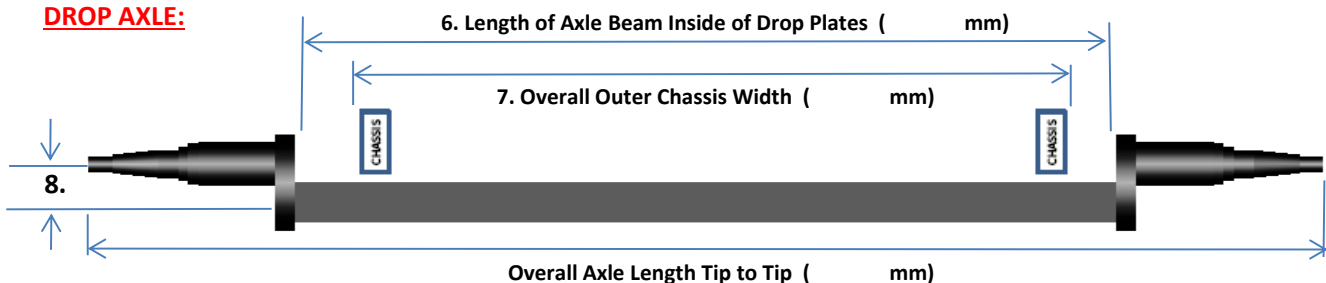 DROP AXLE:
6. Length of Axle Beam Inside of Drop Plates ( mm)
7. Overall Outer Chassis Width ( mm)
CHASSIS
CHASSIS
8.
Overall Axle Length Tip to Tip ( mm)